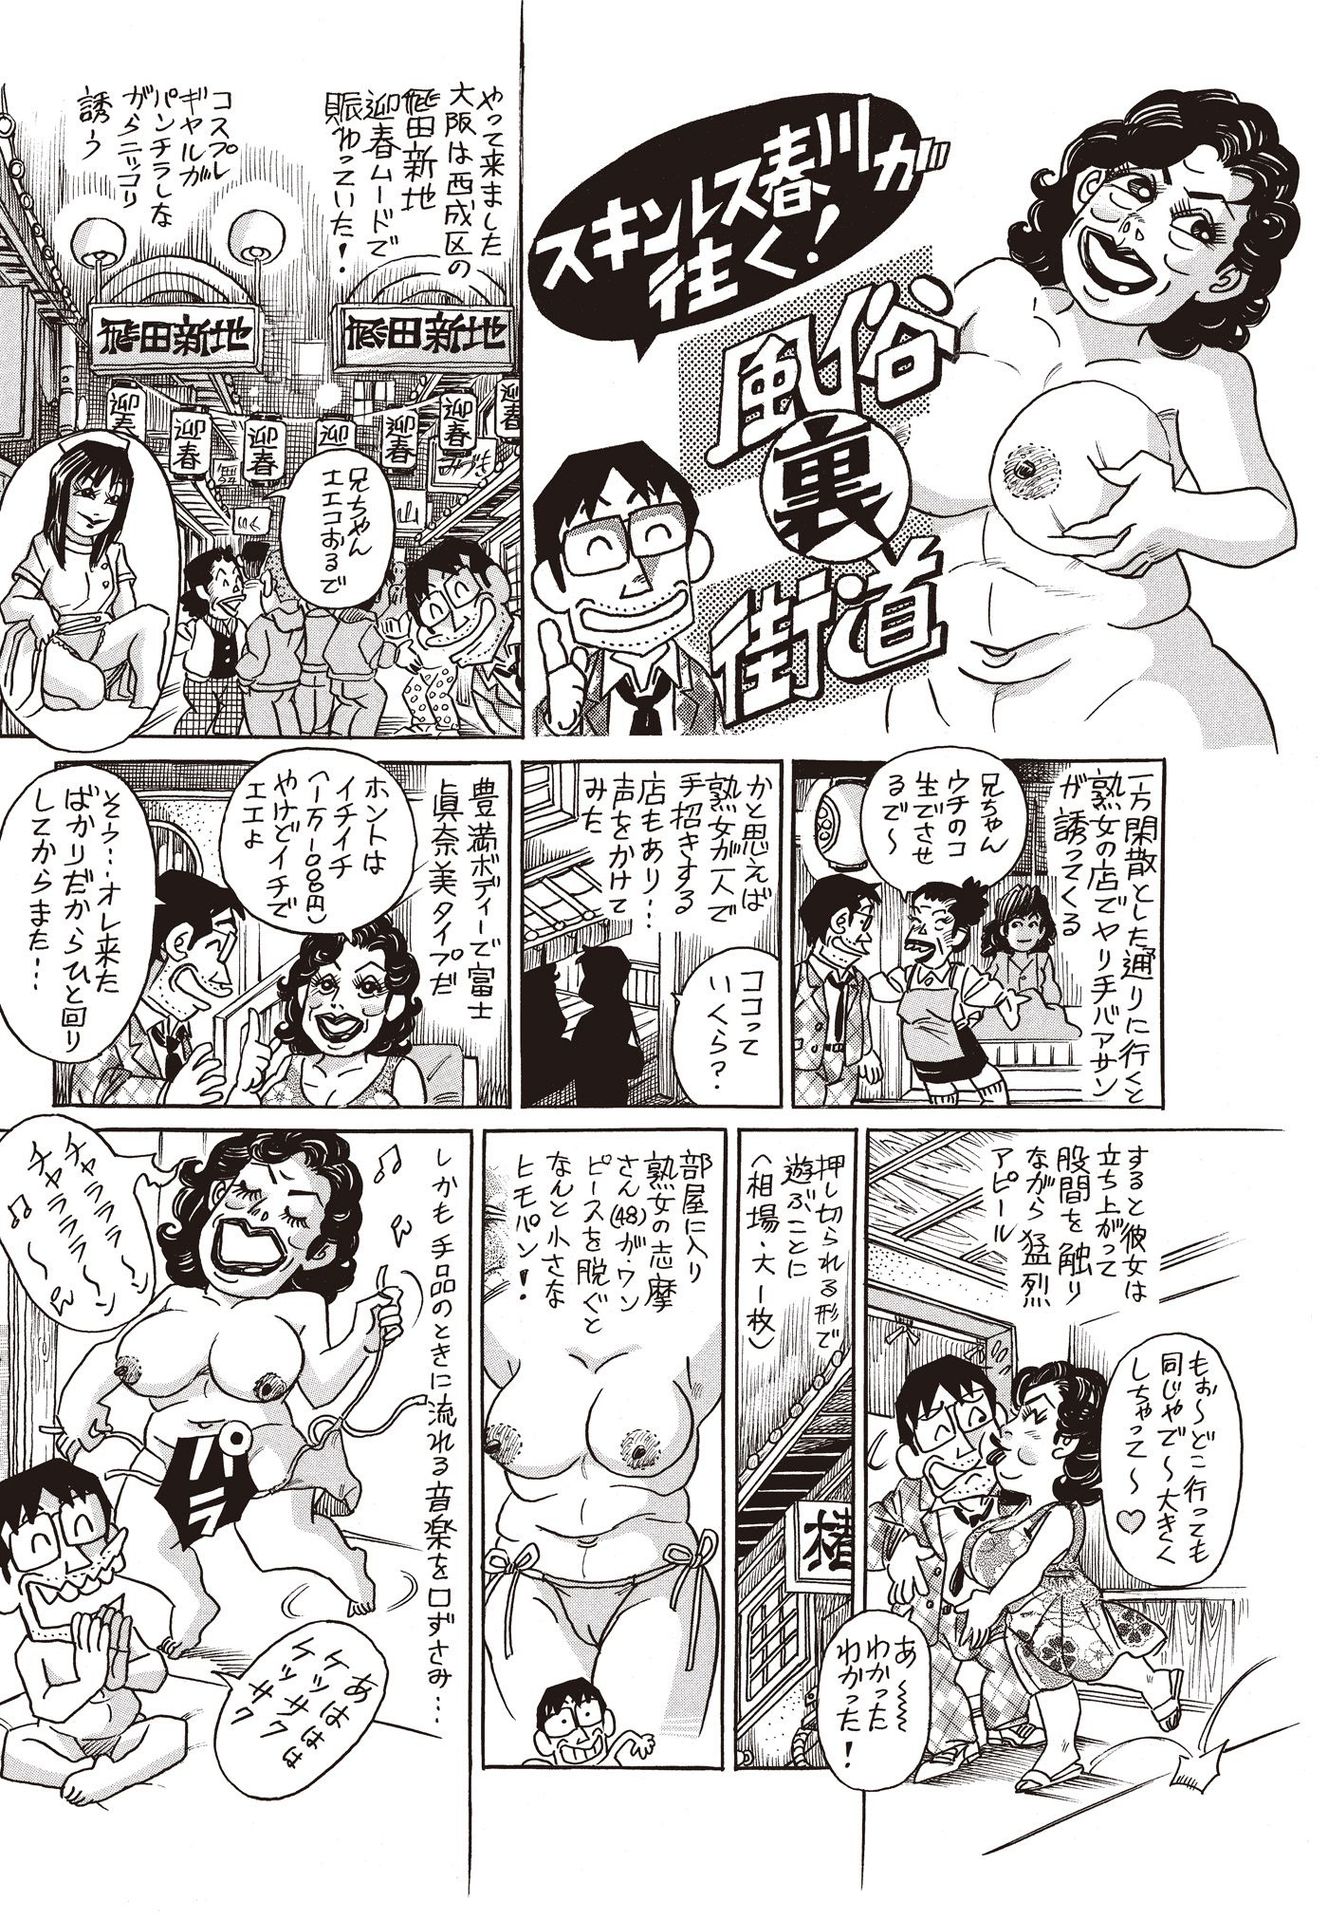 スキンレス春川が
往く!
風俗
裏
街道
やって来ました
大阪は西成区の
飛田新地
迎春ムードで
賑わっていた!
コスプレ
ギャルが
パンチラしな
がらニッコリ
誘う
飛田新地
飛田新地
迎春
迎春
迎春
迎春
迎春
迎春
迎春
兄ちゃん
エエコおるで
一方閑散とした通りに行くと
熟女の店でヤリチバアサン
が誘ってくる
兄ちゃん
ウチのコ
生でさせ
るで〜
かと思えば
熟女が一人で
手招きする
店もあり…
声をかけて
みた
ココって
いくら?
豊満ボディーで富士
眞奈美タイプだ
ホントは
イチイチ
(一万一〇〇〇円)
やけどイチで
エエよ
そう…オレ来た
ばかりだからひと回り
してからまた…
すると彼女は
立ち上がって
股間を触り
ながら猛烈
アピール
もぉ〜どこ行っても
同じやで〜大きく
しちゃって〜♡
あ〜〜〜
わかった
わかった!
押し切られる形で
遊ぶことに
(相場・大一枚)
椿
部屋に入り
熟女の志摩
さん(48)が・ワン
ピースを脱ぐと
なんと小さな
ヒモパン!
しかも手品のときに流れる音楽を口ずさみ…
チャラララ〜ン
チャララララ〜ン
パラ
あはははは
ケッサク
ケッサク